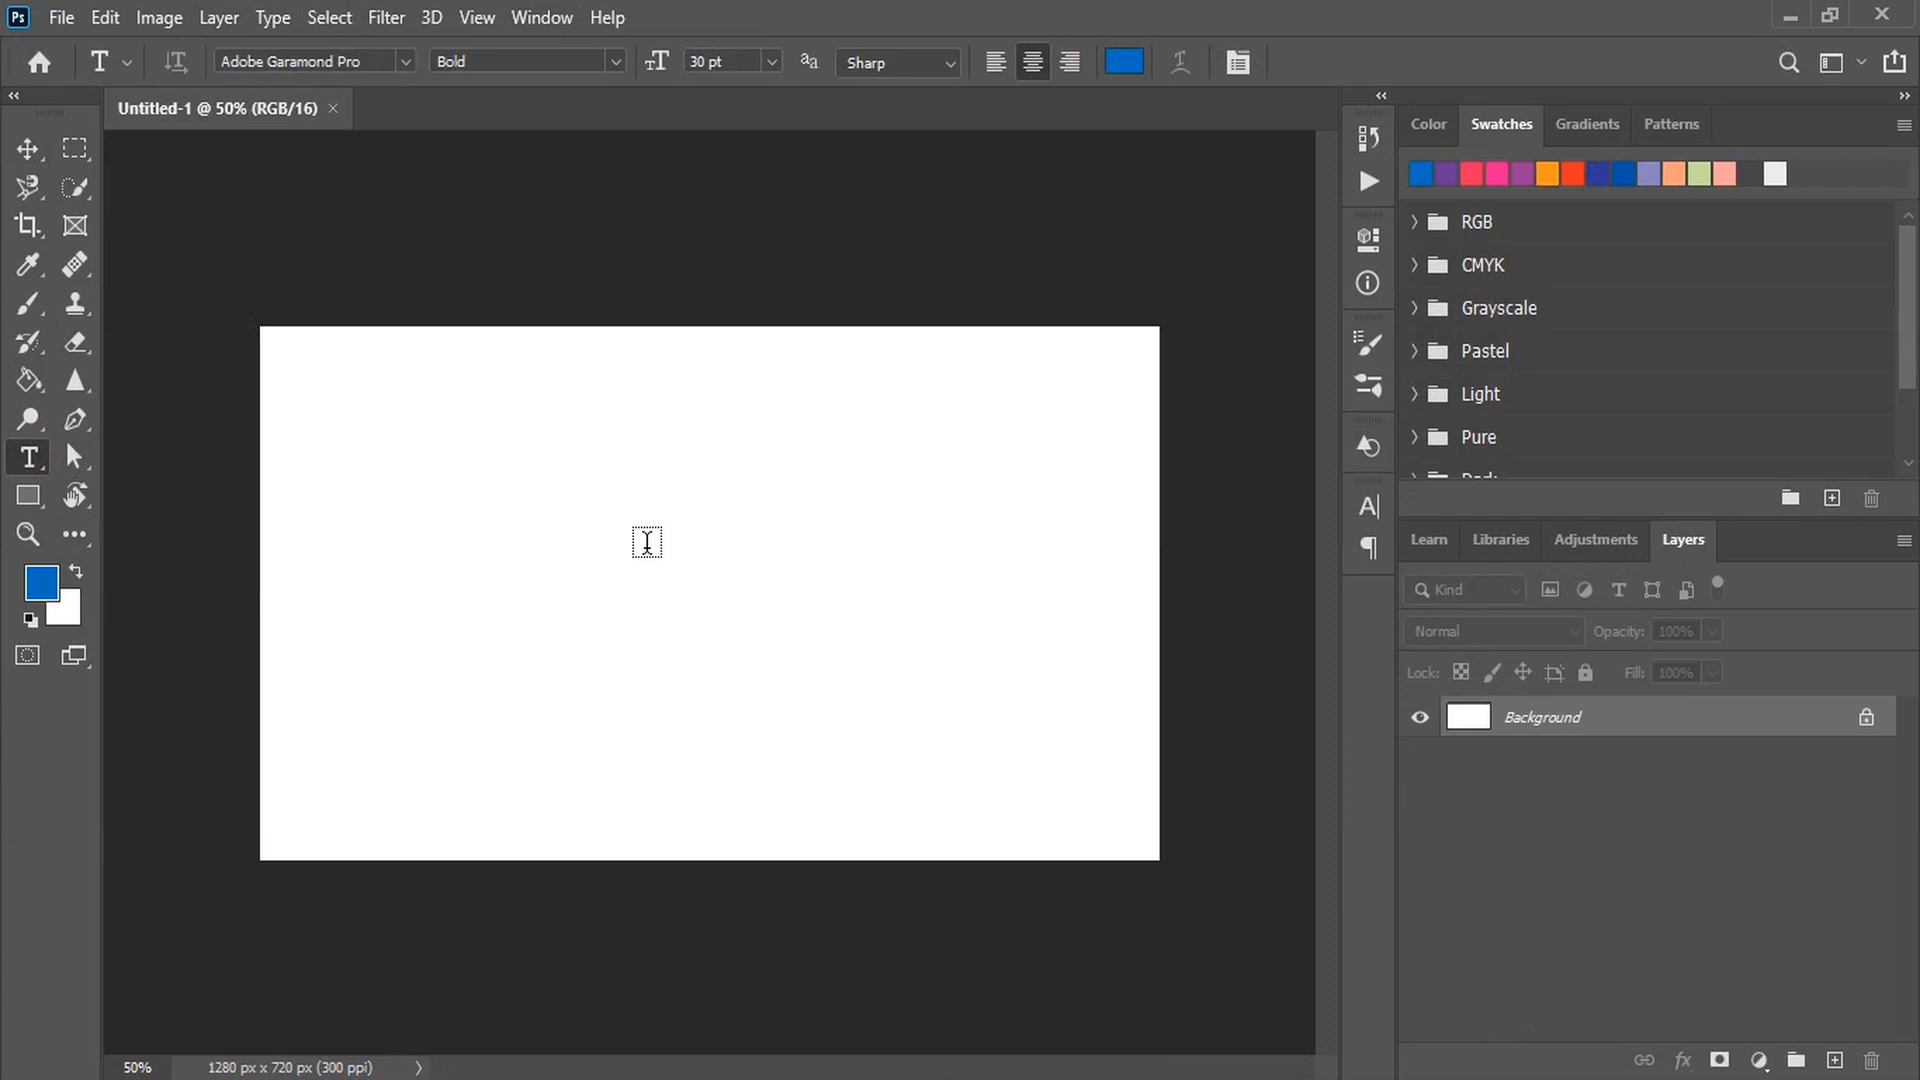 Ps File Edit Image Layer Type Select Filter 3D View Window Help
T Adobe Garamond Pro Bold 30 pt aa Sharp
Untitled-1 @ 50% (RGB/16) ×
Color Swatches Gradients Patterns
RGB
CMYK
Grayscale
Pastel
Light
Pure
Learn Libraries Adjustments Layers
Kind
Normal Opacity: 100%
Lock: Fill: 100%
Background
fx
50% 1280 px x 720 px (300 ppi)